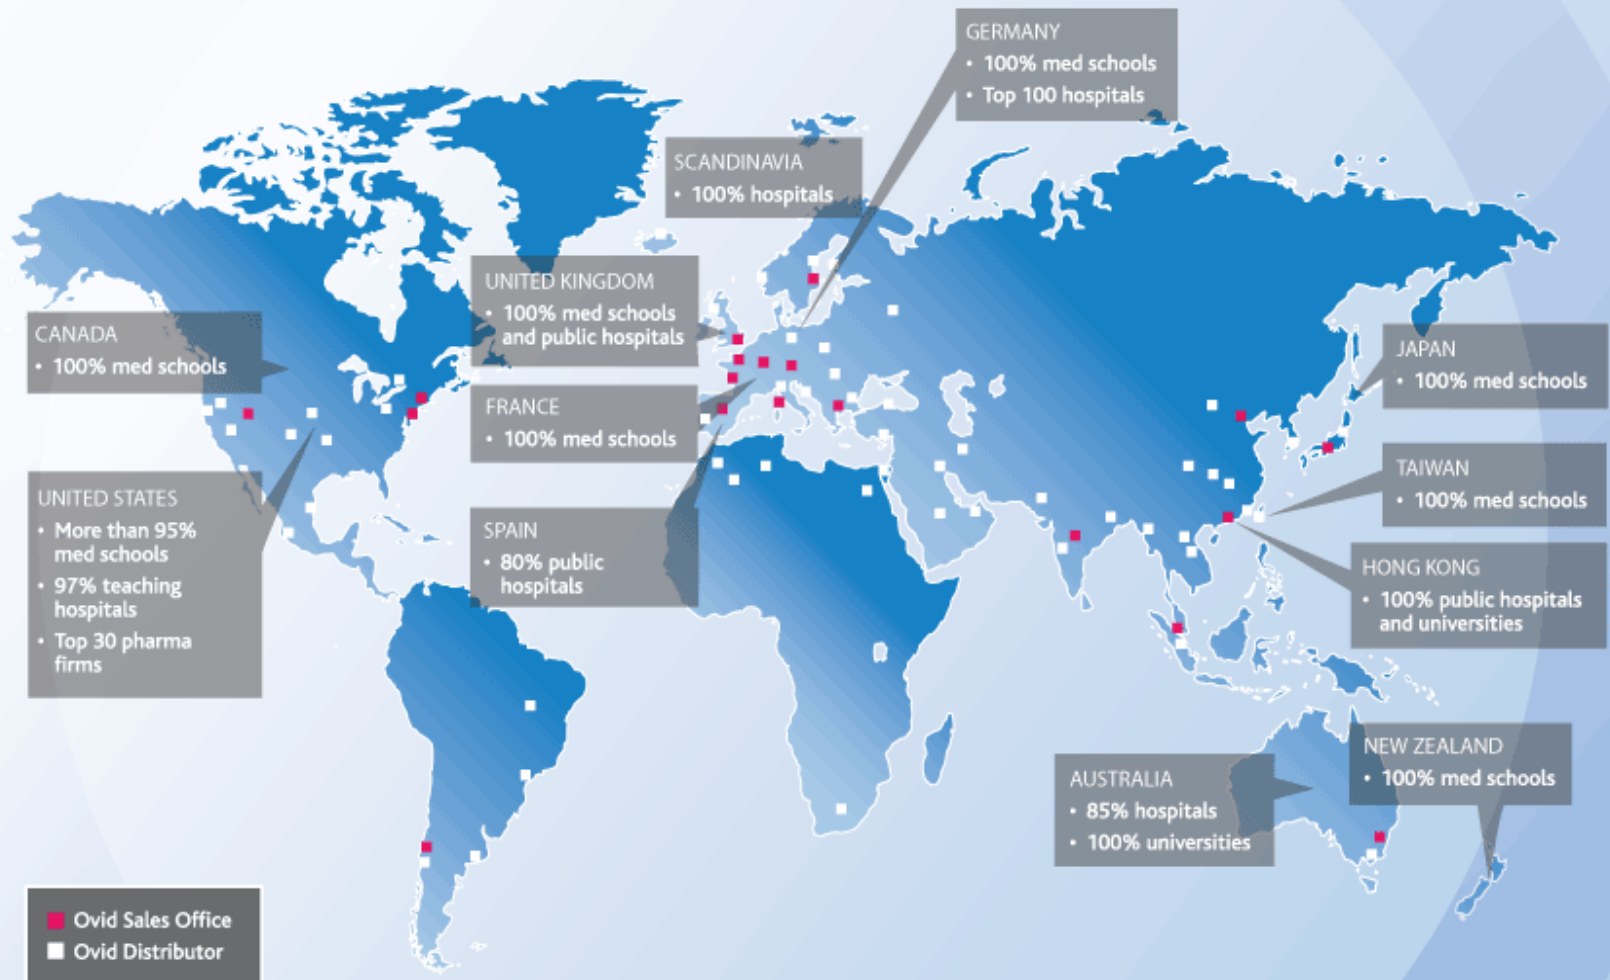 GERMANY
• 100% med schools
• Top 100 hospitals
SCANDINAVIA
• 100% hospitals
UNITED KINGDOM
• 100% med schools
and public hospitals
CANADA
• 100% med schools
JAPAN
• 100% med schools
FRANCE
• 100% med schools
TAIWAN
• 100% med schools
UNITED STATES
• More than 95%
med schools
• 97% teaching
hospitals
• Top 30 pharma
firms
SPAIN
• 80% public
hospitals
HONG KONG
• 100% public hospitals
and universities
NEW ZEALAND
• 100% med schools
AUSTRALIA
• 85% hospitals
• 100% universities
Ovid Sales Office
Ovid Distributor